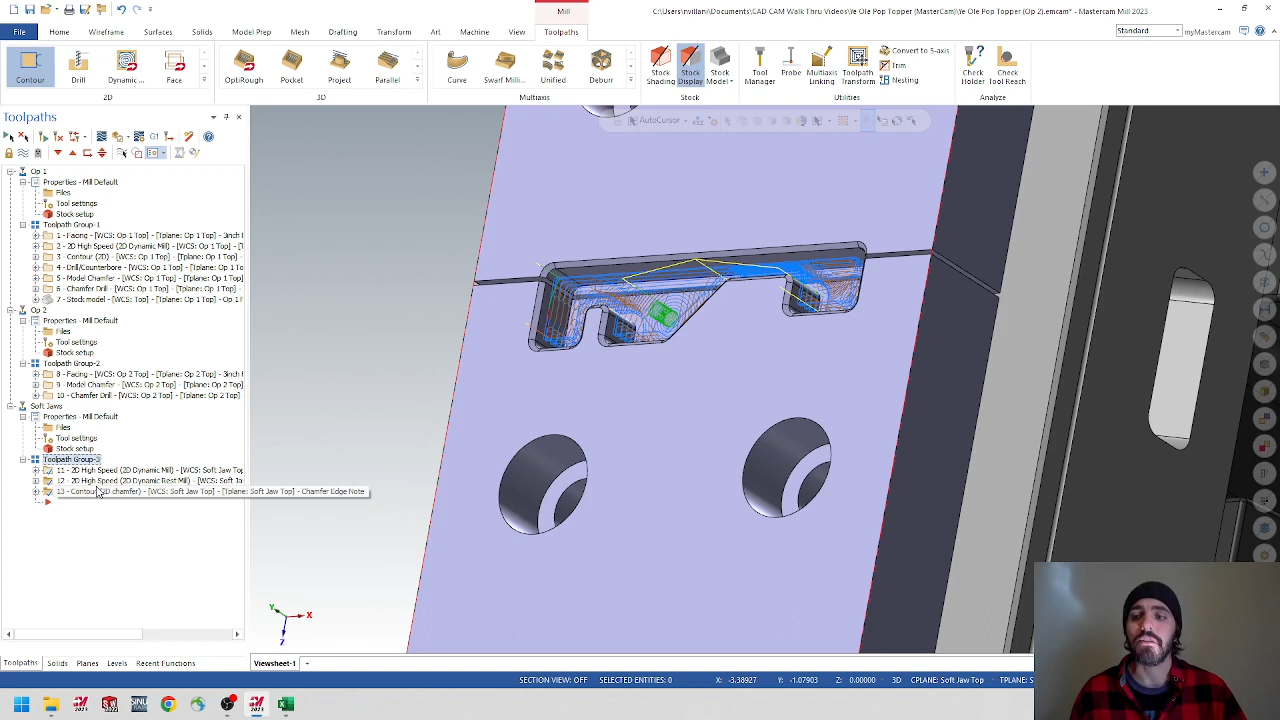 Mill
C:\Users\nvillani\Documents\CAD CAM Walk Thru Videos\Ye Ole Pop Topper (MasterCam)\Ye Ole Pop Topper (Op 2).emcam* - Mastercam Mill 2023
File Home Wireframe Surfaces Solids Model Prep Mesh Drafting Transform Art Machine View Toolpaths
Standard
myMastercam
Contour Drill Dynamic ... Face
OptiRough Pocket Project Parallel
Curve Swarf Milli... Unified Deburr
Stock Shading Stock Display Stock Model
Tool Manager Probe Multiaxis Linking Toolpath Transform
Convert to 5-axis
Trim
Nesting
Check Holder Check Tool Reach
2D 3D Multiaxis Stock Utilities Analyze
Toolpaths
AutoCursor
G1
Op 1
Properties - Mill Default
Files
Tool settings
Stock setup
Toolpath Group-1
1 - Facing - [WCS: Op 1 Top] - [Tplane: Op 1 Top] - 3inch
2 - 2D High Speed (2D Dynamic Mill) - [WCS: Op 1 Top]
3 - Contour (2D) - [WCS: Op 1 Top] - [Tplane: Op 1 Top]
4 - Drill/Counterbore - [WCS: Op 1 Top] - [Tplane: Op 1
5 - Model Chamfer - [WCS: Op 1 Top] - [Tplane: Op 1
6 - Drill/Counterbore - [WCS: Op 1 Top] - [Tplane: Op 1
7 - Stock model - [WCS: Op 1 Top] - [Tplane: Op 1 Top]
Op 2
Properties - Mill Default
Files
Tool settings
Stock setup
Toolpath Group-2
8 - Facing - [WCS: Op 2 Top] - [Tplane: Op 2 Top] - 3inch
9 - Model Chamfer - [WCS: Op 2 Top] - [Tplane: Op 2
10 - Chamfer Drill - [WCS: Op 2 Top] - [Tplane: Op 2
Soft Jaws
Properties - Mill Default
Files
Tool settings
Stock setup
Toolpath Group-3
11 - 2D High Speed (2D Dynamic Mill) - [WCS: Soft Jaw Top
12 - 2D High Speed (2D Dynamic Rest Mill) - [WCS: Soft Ja
13 - Contour (2D chamfer) - [WCS: Soft Jaw Top] - [Tplane: Soft Jaw Top] - Chamfer Edge Note
Y X
Z
Toolpaths Solids Planes Levels Recent Functions
Viewsheet-1 +
SECTION VIEW: OFF SELECTED ENTITIES: 0 X: -3.38927 Y: -1.07903 Z: 0.00000 3D CPLANE: Soft Jaw Top TPLANE: S